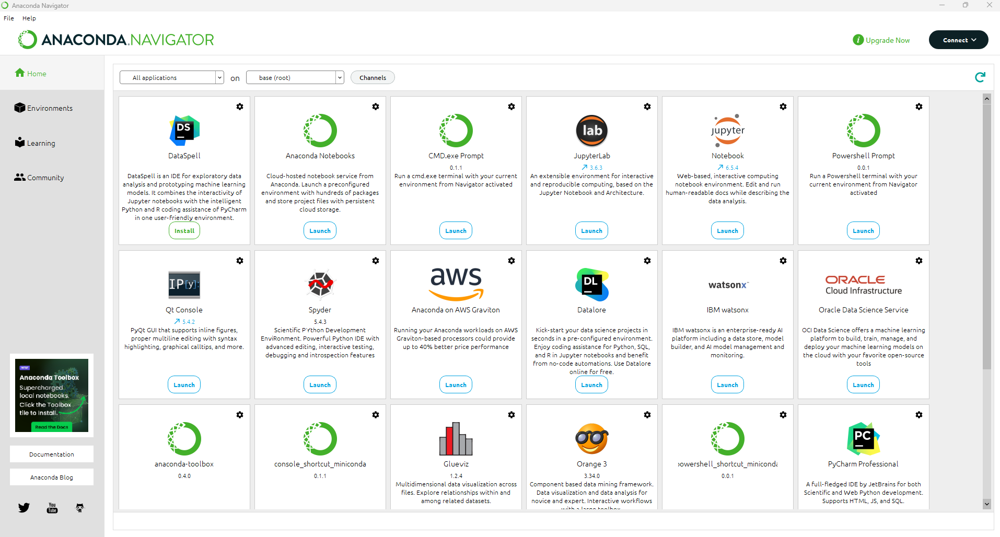 Anaconda Navigator
File Help
ANACONDA.NAVIGATOR
i Upgrade Now Connect
Home
Environments
Learning
Community
All applications on base (root) Channels
DS
DataSpell
DataSpell is an IDE for exploratory data
analysis and prototyping machine learning
models. It combines the interactivity of
Jupyter notebooks with the intelligent
Python and R coding assistance of PyCharm
in one user-friendly environment.
Install
Anaconda Notebooks
Cloud-hosted notebook service from
Anaconda. Launch a preconfigured
environment with hundreds of packages
and store project files with persistent
cloud storage.
Launch
CMD.exe Prompt
0.1.1
Run a cmd.exe terminal with your current
environment from Navigator activated
Launch
lab
JupyterLab
3.6.3
An extensible environment for interactive
and reproducible computing, based on the
Jupyter Notebook and Architecture.
Launch
jupyter
Notebook
6.5.4
Web-based, interactive computing
notebook environment. Edit and run
human-readable docs while describing the
data analysis.
Launch
Powershell Prompt
0.0.1
Run a Powershell terminal with your
current environment from Navigator
activated
Launch
IP[y]:
Qt Console
5.4.2
PyQt GUI that supports inline figures,
proper multiline editing with syntax
highlighting, graphical calltips, and more.
Launch
Spyder
5.4.3
Scientific PYthon Development
EnviRonment. Powerful Python IDE with
advanced editing, interactive testing,
debugging and introspection features
Launch
aws
Anaconda on AWS Graviton
Running your Anaconda workloads on AWS
Graviton-based processors could provide
up to 40% better price performance
Launch
DL
Datalore
Kick-start your data science projects in
seconds in a pre-configured environment.
Enjoy coding assistance for Python, SQL,
and R in Jupyter notebooks and benefit
from no-code automations. Use Datalore
online for free.
Launch
watsonx™
IBM watsonx
IBM watsonx is an enterprise-ready AI
platform including a data store, model
builder, and AI model management and
monitoring.
Launch
ORACLE
Cloud Infrastructure
Oracle Data Science Service
OCI Data Science offers a machine learning
platform to build, train, manage, and
deploy your machine learning models on
the cloud with your favorite open-source
tools
Launch
anaconda-toolbox
0.4.0
console_shortcut_miniconda
0.1.1
Glueviz
1.2.4
Multidimensional data visualization across
files. Explore relationships within and
among related datasets.
Orange 3
3.34.0
Component based data mining framework.
Data visualization and data analysis for
novice and expert. Interactive workflows
with a large toolbox.
powershell_shortcut_miniconda
0.0.1
PC
PyCharm Professional
A full-fledged IDE by JetBrains for both
Scientific and Web Python development.
Supports HTML, JS, and SQL.
NEW
Anaconda Toolbox
Supercharged
local notebooks.
Click the Toolbox
tile to Install.
Read the Docs
Documentation
Anaconda Blog
You
Tube